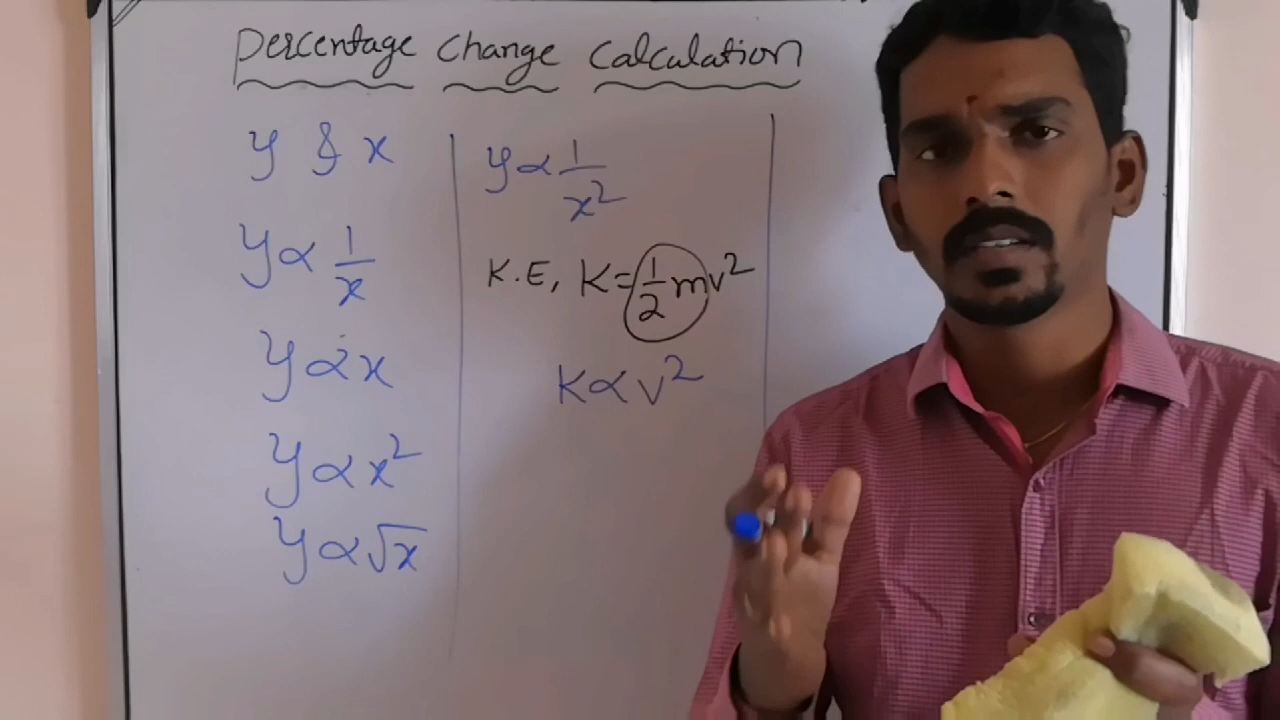 Percentage Change Calculation
y & x
y ∝ 1/x
y ∝ x
y ∝ x²
y ∝ √x
y ∝ 1/x²
K.E, K = 1/2 mv²
K ∝ v²